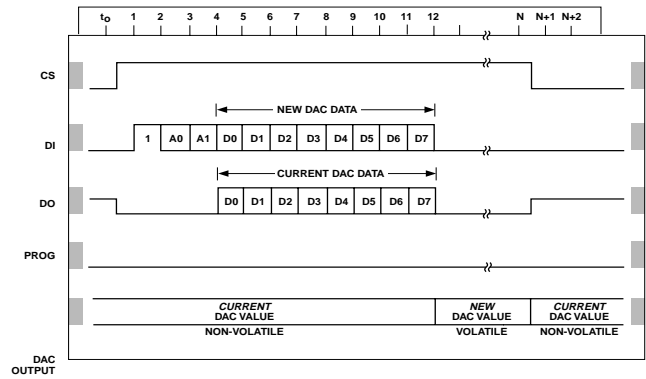 to 1 2 3 4 5 6 7 8 9 10 11 12 N N+1 N+2
CS
NEW DAC DATA
DI 1 A0 A1 D0 D1 D2 D3 D4 D5 D6 D7
CURRENT DAC DATA
DO D0 D1 D2 D3 D4 D5 D6 D7
PROG
CURRENT DAC VALUE NON-VOLATILE
NEW DAC VALUE VOLATILE
CURRENT DAC VALUE NON-VOLATILE
DAC
OUTPUT